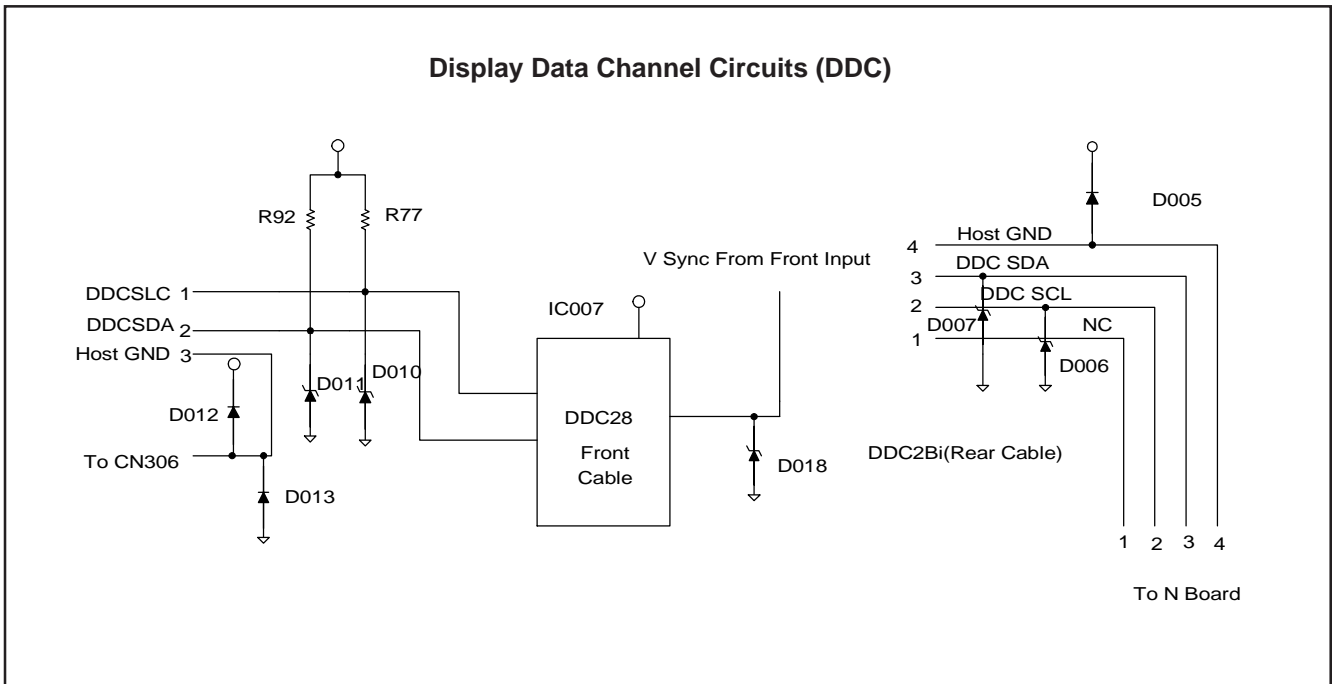 Display Data Channel Circuits (DDC)
R92
R77
DDCSLC 1
DDCSDA 2
Host GND 3
D012
D011
D010
To CN306
D013
IC007
V Sync From Front Input
DDC28
Front
Cable
D018
D005
4 Host GND
3 DDC SDA
2 DDC SCL
D007
1 NC
D006
DDC2Bi(Rear Cable)
1 2 3 4
To N Board